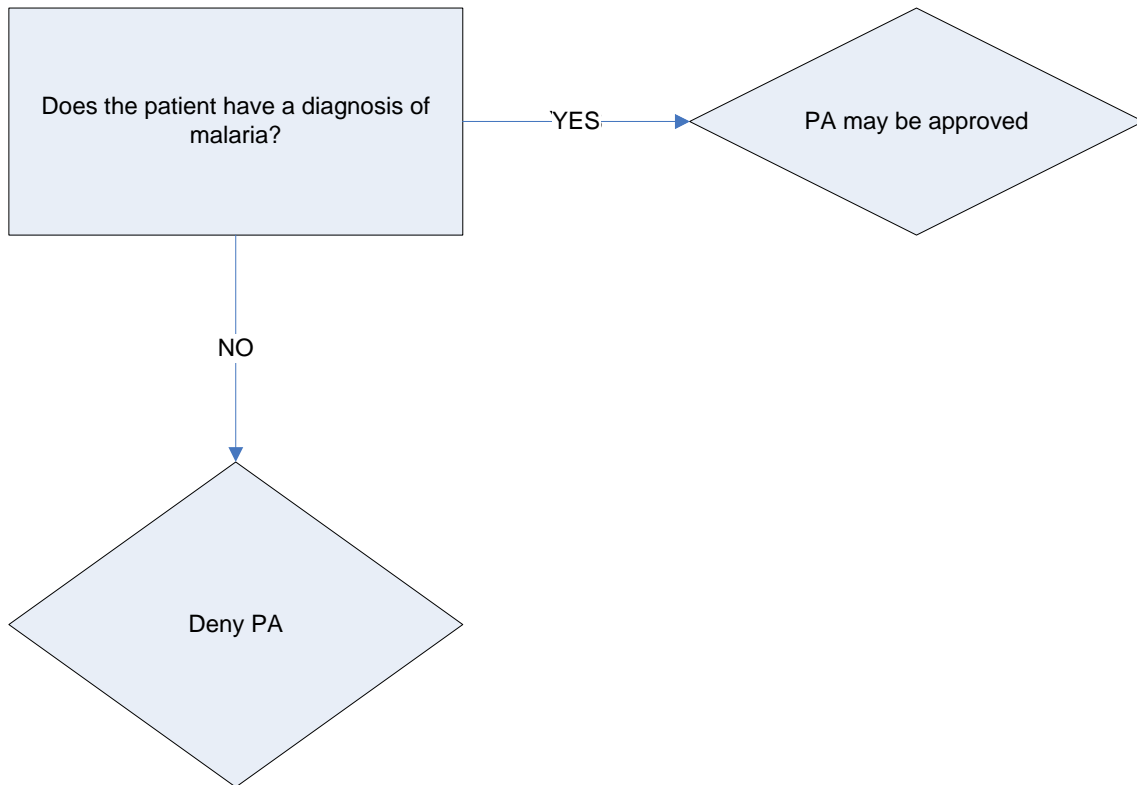 Does the patient have a diagnosis of
malaria?
YES
PA may be approved
NO
Deny PA